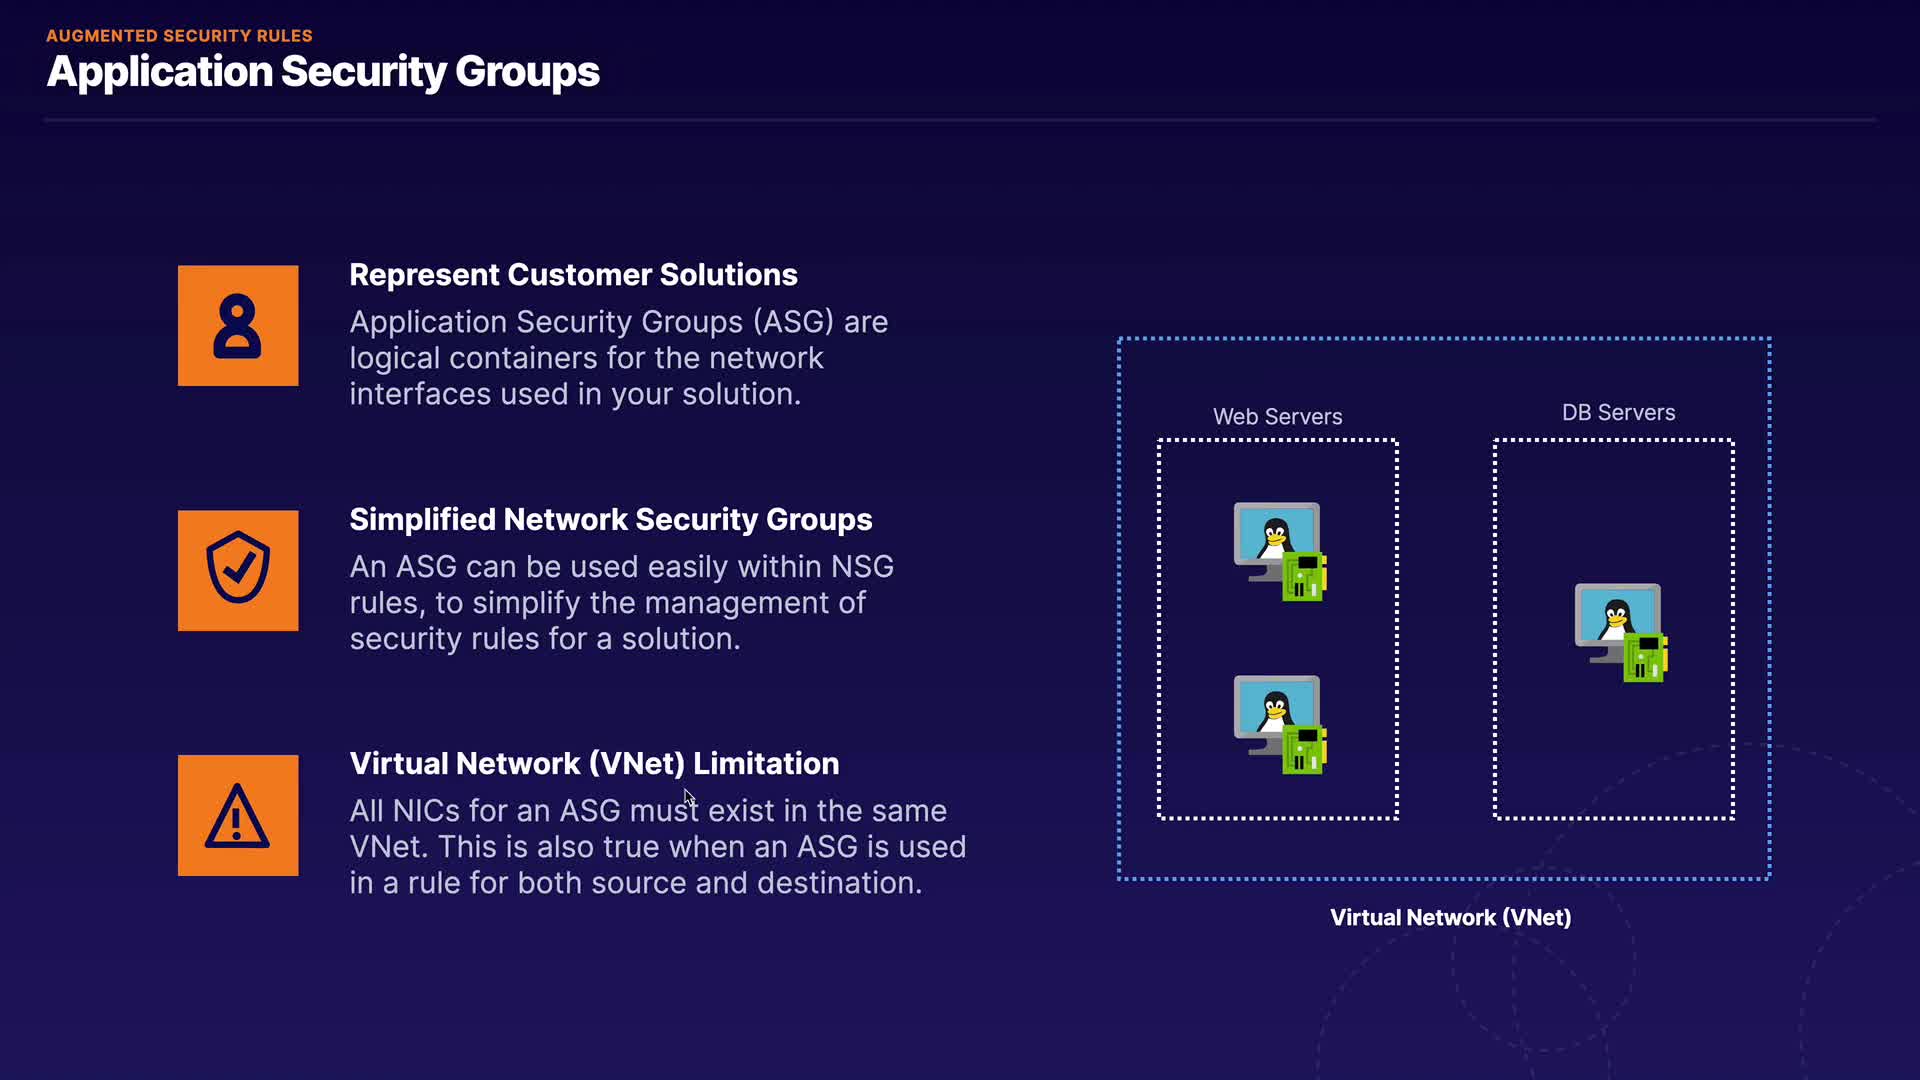 AUGMENTED SECURITY RULES
Application Security Groups
Represent Customer Solutions
Application Security Groups (ASG) are
logical containers for the network
interfaces used in your solution.
Simplified Network Security Groups
An ASG can be used easily within NSG
rules, to simplify the management of
security rules for a solution.
Virtual Network (VNet) Limitation
All NICs for an ASG must exist in the same
VNet. This is also true when an ASG is used
in a rule for both source and destination.
Web Servers
DB Servers
Virtual Network (VNet)